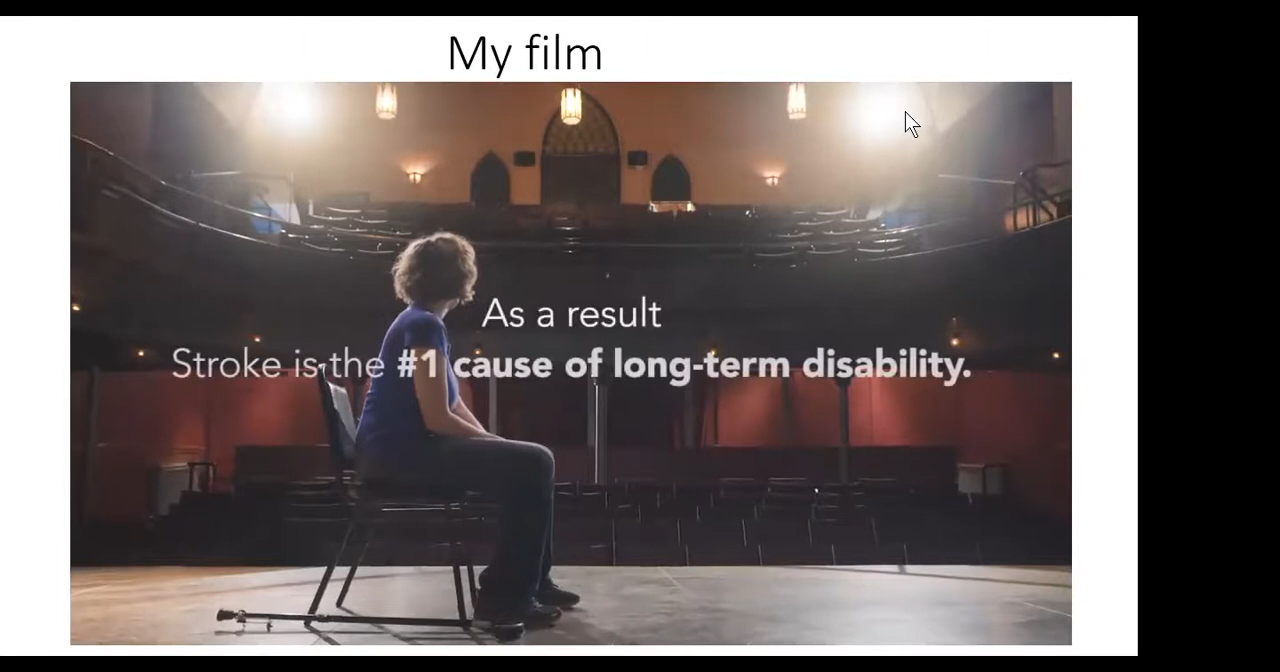 My film
As a result
Stroke is the #1 cause of long-term disability.